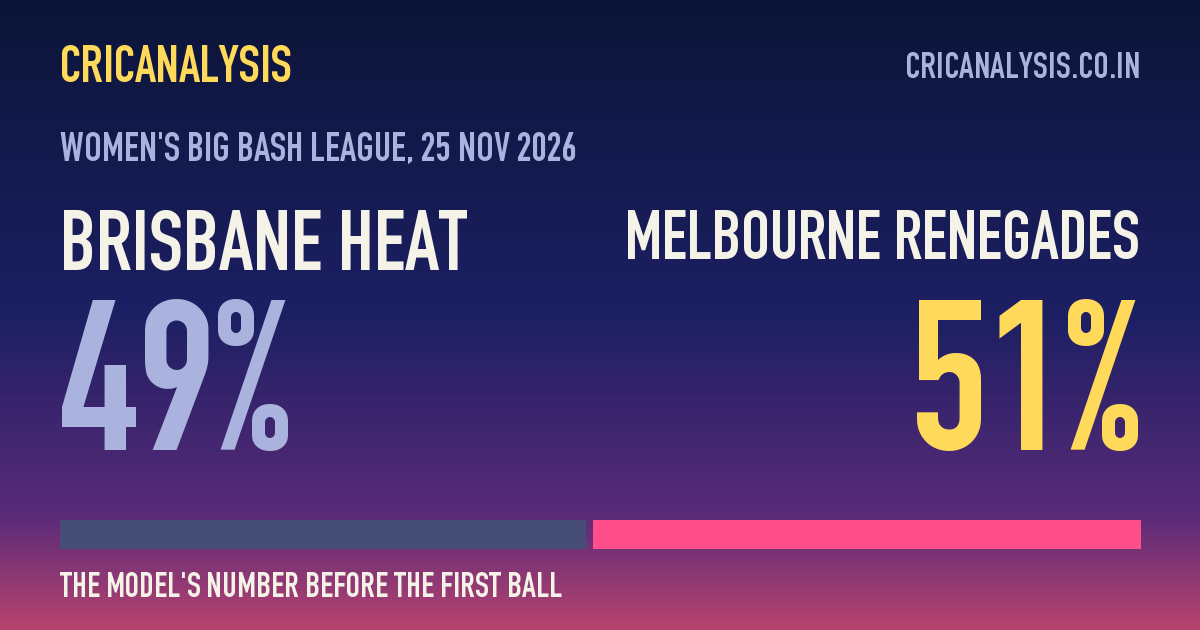 CRICANALYSIS
CRICANALYSIS.CO.IN
WOMEN'S BIG BASH LEAGUE, 25 NOV 2026
BRISBANE HEAT
MELBOURNE RENEGADES
49%
51%
THE MODEL'S NUMBER BEFORE THE FIRST BALL